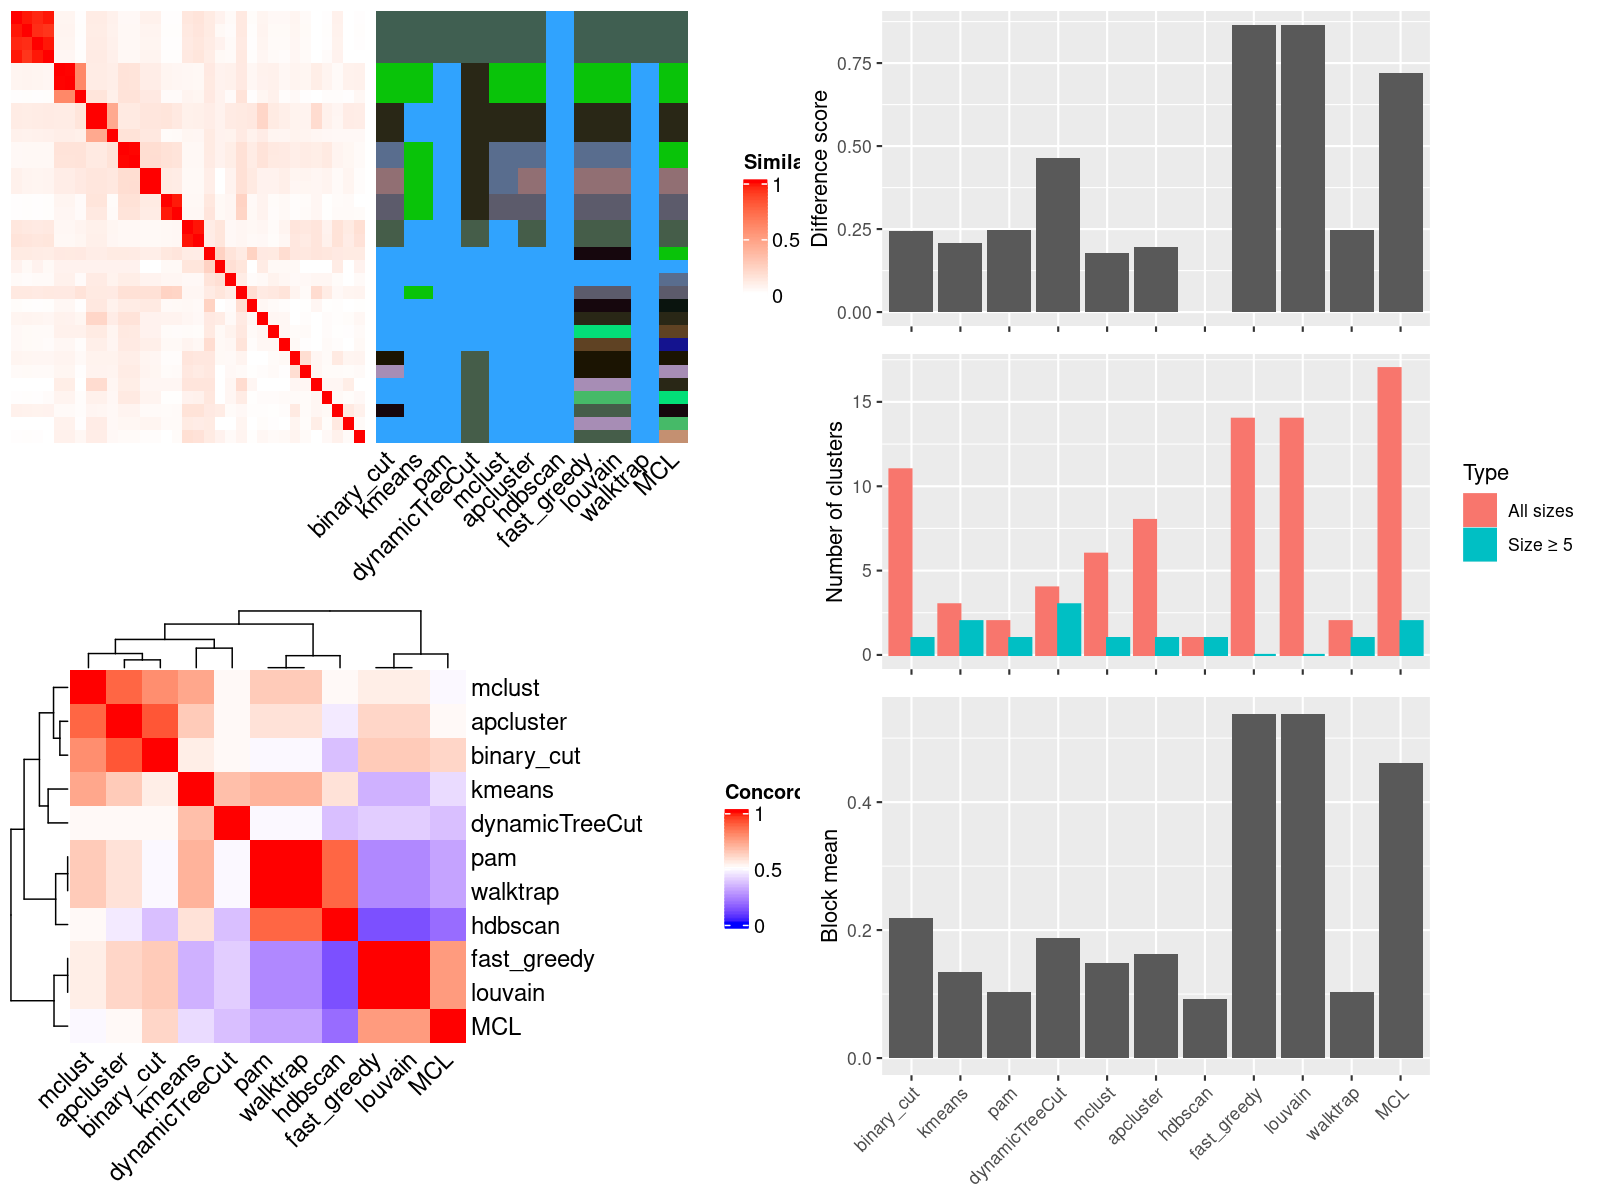 Simila
1
0.5
0
binary_cut
kmeans
pam
dynamicTreeCut
mclust
apcluster
hdbscan
fast_greedy
louvain
walktrap
MCL
mclust
apcluster
binary_cut
kmeans
dynamicTreeCut
pam
walktrap
hdbscan
fast_greedy
louvain
MCL
mclust
apcluster
binary_cut
kmeans
dynamicTreeCut
pam
walktrap
hdbscan
fast_greedy
louvain
MCL
Concord
1
0.5
0
Difference score
0.75
0.50
0.25
0.00
Number of clusters
15
10
5
0
Type
All sizes
Size ≥ 5
Block mean
0.4
0.2
0.0
binary_cut
kmeans
pam
dynamicTreeCut
mclust
apcluster
hdbscan
fast_greedy
louvain
walktrap
MCL